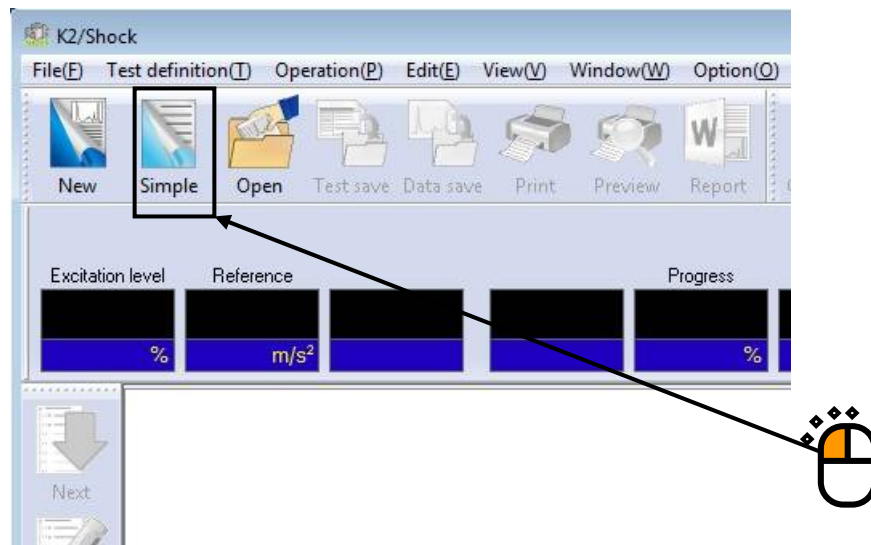 K2/Shock
File(F) Test definition(T) Operation(P) Edit(E) View(V) Window(W) Option(O)
New Simple Open Test save Data save Print Preview Report
Excitation level Reference Progress
% m/s² %
Next